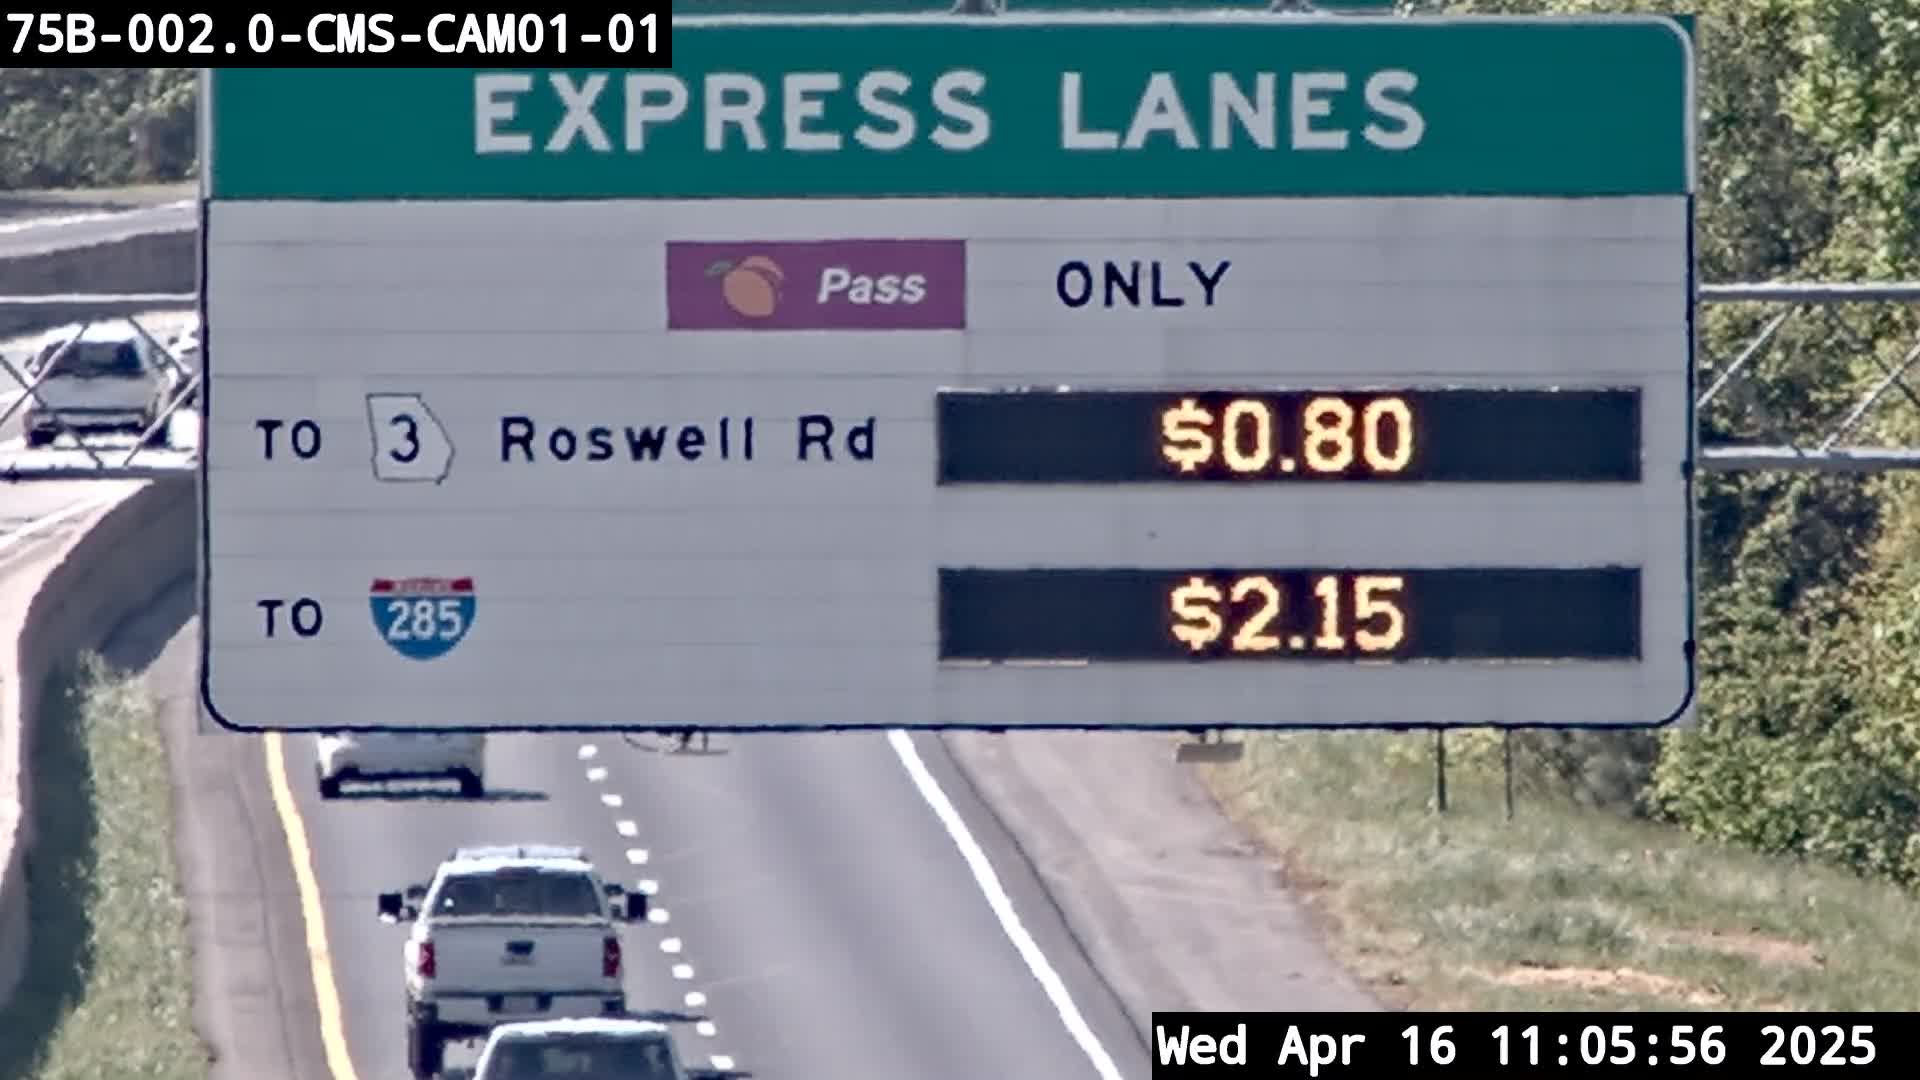 75B-002.0-CMS-CAM01-01
EXPRESS LANES
Pass ONLY
TO 3 Roswell Rd $0.80
TO 285 $2.15
Wed Apr 16 11:05:56 2025